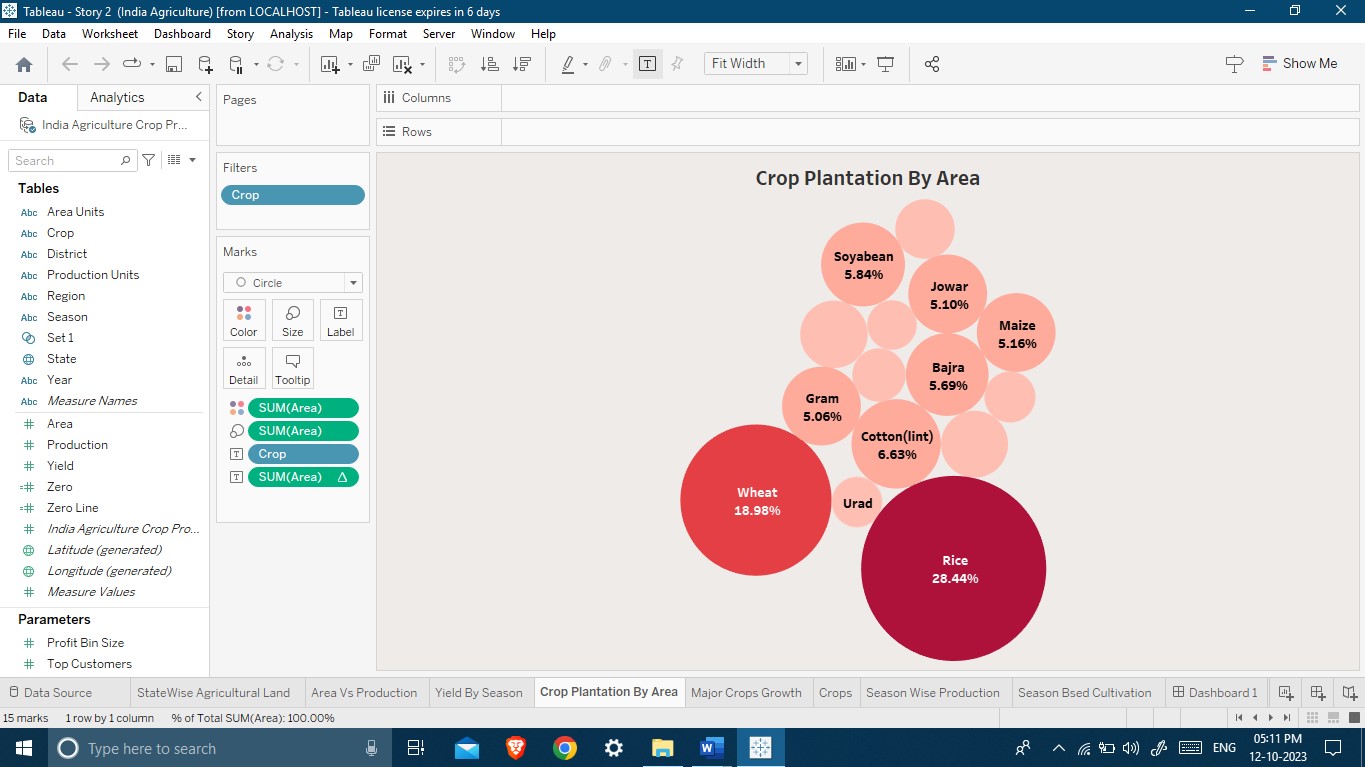 Tableau - Story 2 (India Agriculture) [from LOCALHOST] - Tableau license expires in 6 days
File Data Worksheet Dashboard Story Analysis Map Format Server Window Help
Fit Width
Show Me
Data Analytics
India Agriculture Crop Pr...
Search
Tables
Abc Area Units
Abc Crop
Abc District
Abc Production Units
Abc Region
Abc Season
Set 1
State
Abc Year
Abc Measure Names
# Area
# Production
# Yield
=# Zero
=# Zero Line
# India Agriculture Crop Pro...
Latitude (generated)
Longitude (generated)
# Measure Values
Parameters
# Profit Bin Size
# Top Customers
Pages
Filters
Crop
Marks
Circle
Color Size Label
Detail Tooltip
SUM(Area)
SUM(Area)
Crop
SUM(Area) Δ
Columns
Rows
Crop Plantation By Area
Soyabean
5.84%
Jowar
5.10%
Maize
5.16%
Bajra
5.69%
Gram
5.06%
Cotton(lint)
6.63%
Wheat
18.98%
Urad
Rice
28.44%
Data Source StateWise Agricultural Land Area Vs Production Yield By Season Crop Plantation By Area Major Crops Growth Crops Season Wise Production Season Bsed Cultivation Dashboard 1
15 marks 1 row by 1 column % of Total SUM(Area): 100.00%
Type here to search
ENG
05:11 PM
12-10-2023